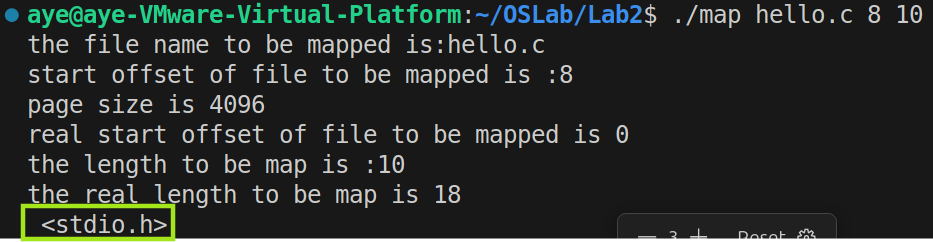 aye@aye-VMware-Virtual-Platform:~/OSLab/Lab2$ ./map hello.c 8 10
the file name to be mapped is:hello.c
start offset of file to be mapped is :8
page size is 4096
real start offset of file to be mapped is 0
the length to be map is :10
the real length to be map is 18
 <stdio.h>
— 3 + Reset